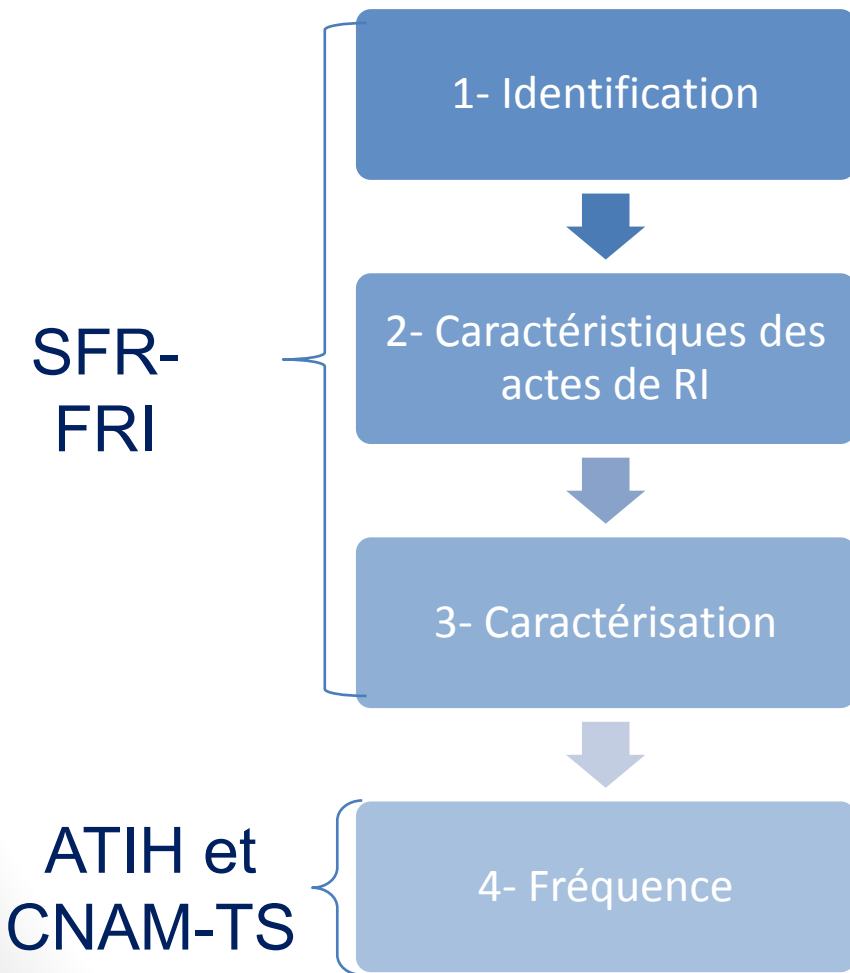 1- Identification
2- Caractéristiques des
actes de RI
SFR-
FRI
3- Caractérisation
ATIH et
CNAM-TS
4- Fréquence